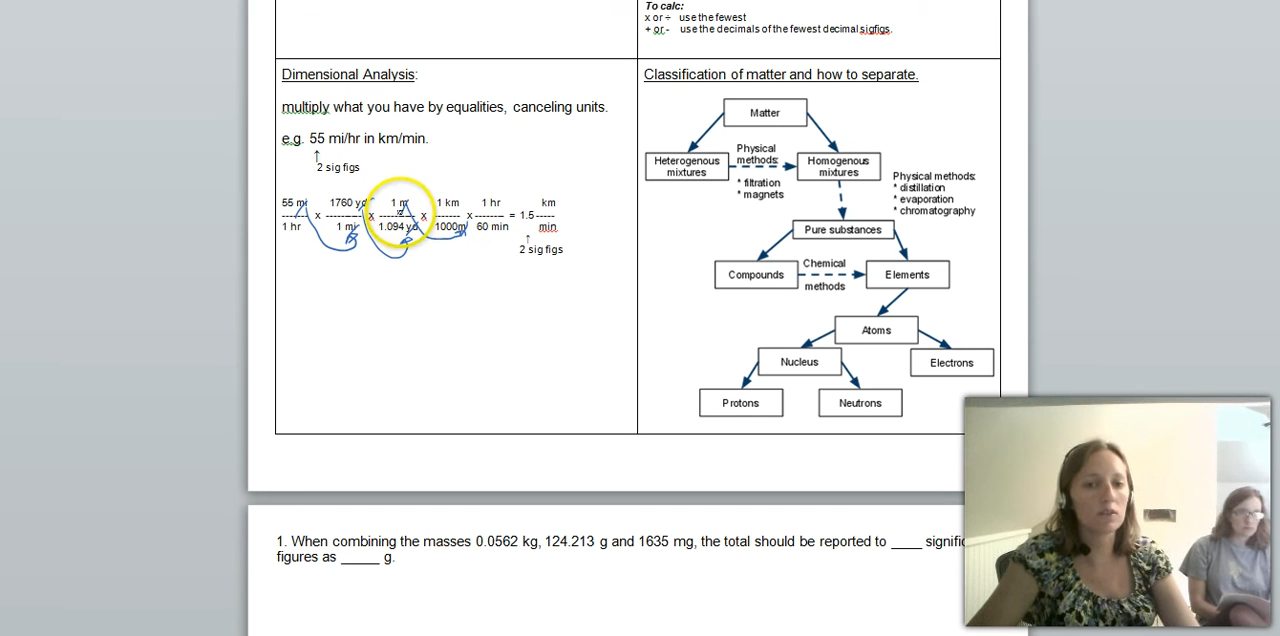 To calc:
x or ÷ use the fewest
+ or - use the decimals of the fewest decimal sigfigs.
Dimensional Analysis:
multiply what you have by equalities, canceling units.
e.g. 55 mi/hr in km/min.
↑
2 sig figs
55 mi 1760 yd 1 m 1 km 1 hr km
------ x -------- x -------- x ------ x ------- = 1.5 -----
1 hr 1 mi 1.094 yd 1000m 60 min min.
↑
2 sig figs
Classification of matter and how to separate.
Matter
Heterogenous mixtures
Physical methods:
* filtration
* magnets
Homogenous mixtures
Physical methods:
* distillation
* evaporation
* chromatography
Pure substances
Compounds
Chemical methods
Elements
Atoms
Nucleus
Electrons
Protons
Neutrons
1. When combining the masses 0.0562 kg, 124.213 g and 1635 mg, the total should be reported to ____
figures as _____ g.